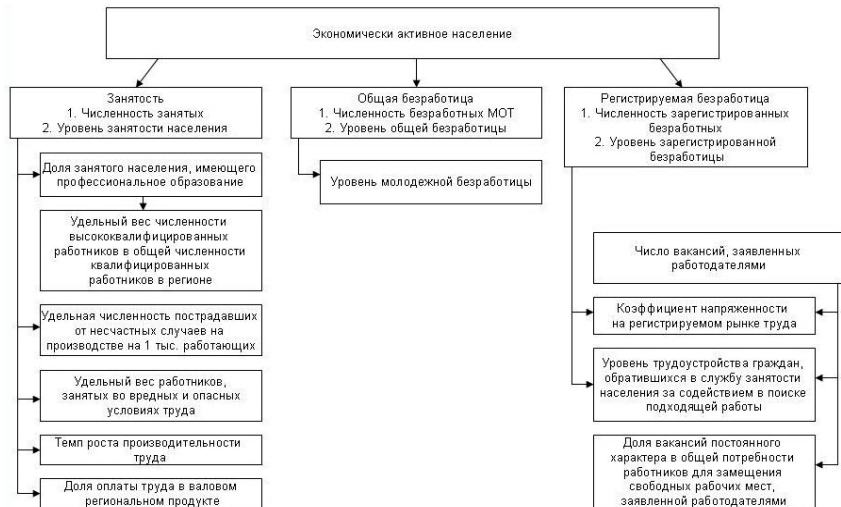 Экономически активное население
Занятость
1. Численность занятых
2. Уровень занятости населения
Общая безработица
1. Численность безработных МОТ
2. Уровень общей безработицы
Регистрируемая безработица
1. Численность зарегистрированных
безработных
2. Уровень зарегистрированной
безработицы
Доля занятого населения, имеющего
профессиональное образование
Удельный вес численности
высококвалифицированных
работников в общей численности
квалифицированных
работников в регионе
Удельная численность пострадавших
от несчастных случаев на
производстве на 1 тыс. работающих
Удельный вес работников,
занятых во вредных и опасных
условиях труда
Темп роста производительности
труда
Доля оплаты труда в валовом
региональном продукте
Уровень молодежной безработицы
Число вакансий, заявленных
работодателями
Коэффициент напряженности
на регистрируемом рынке труда
Уровень трудоустройства граждан,
обратившихся в службу занятости
населения за содействием в поиске
подходящей работы
Доля вакансий постоянного
характера в общей потребности
работников для замещения
свободных рабочих мест,
заявленной работодателями